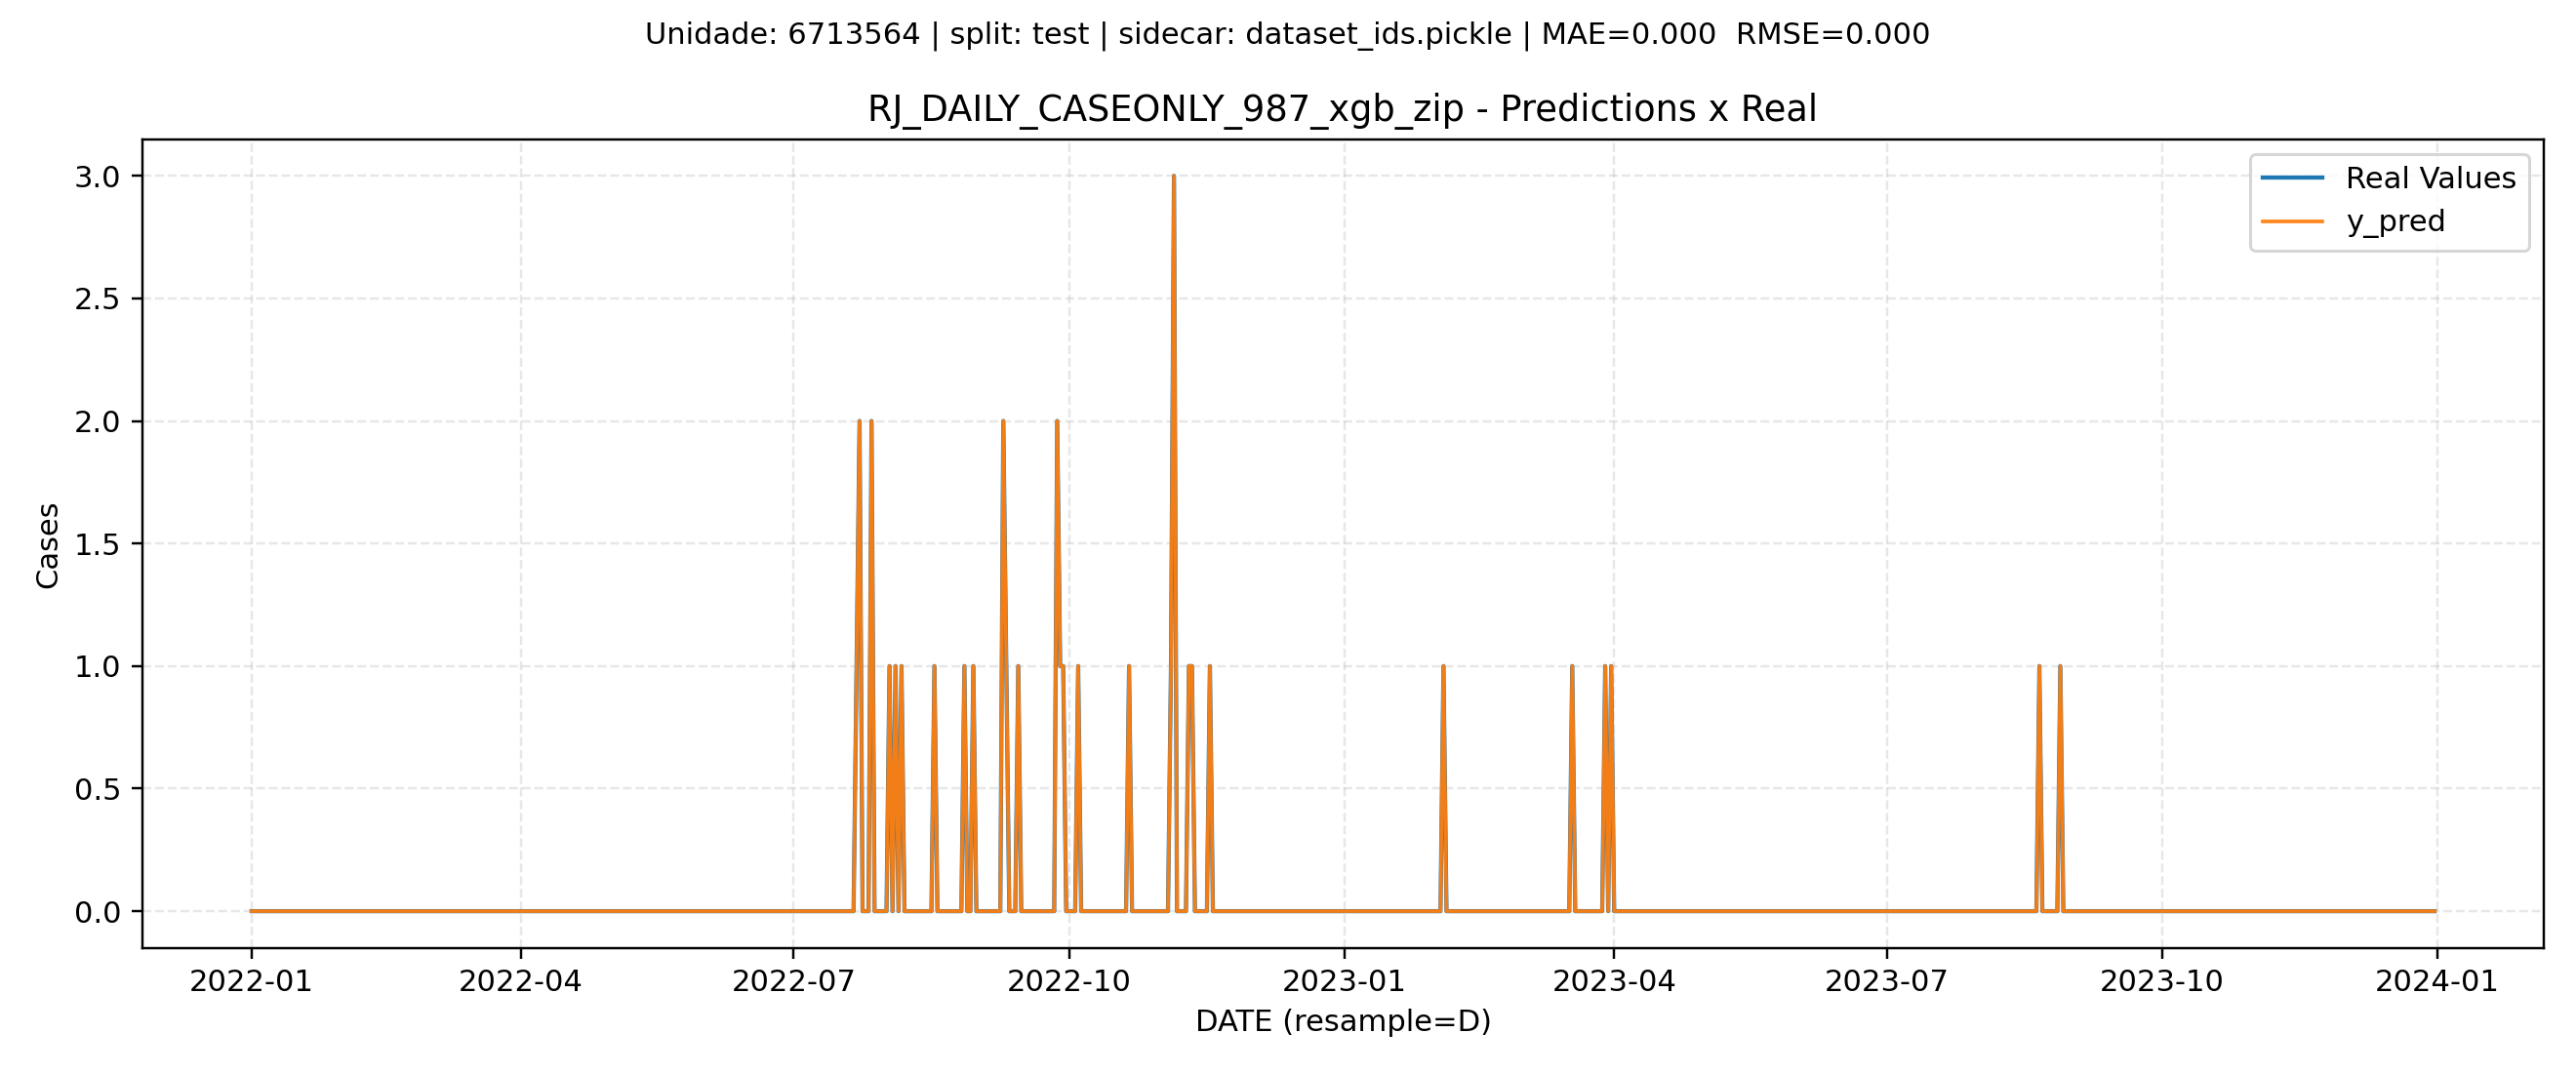 Unidade: 6713564 | split: test | sidecar: dataset_ids.pickle | MAE=0.000  RMSE=0.000
RJ_DAILY_CASEONLY_987_xgb_zip - Predictions x Real
Real Values
y_pred
3.0
2.5
2.0
1.5
1.0
0.5
0.0
Cases
2022-01 2022-04 2022-07 2022-10 2023-01 2023-04 2023-07 2023-10 2024-01
DATE (resample=D)